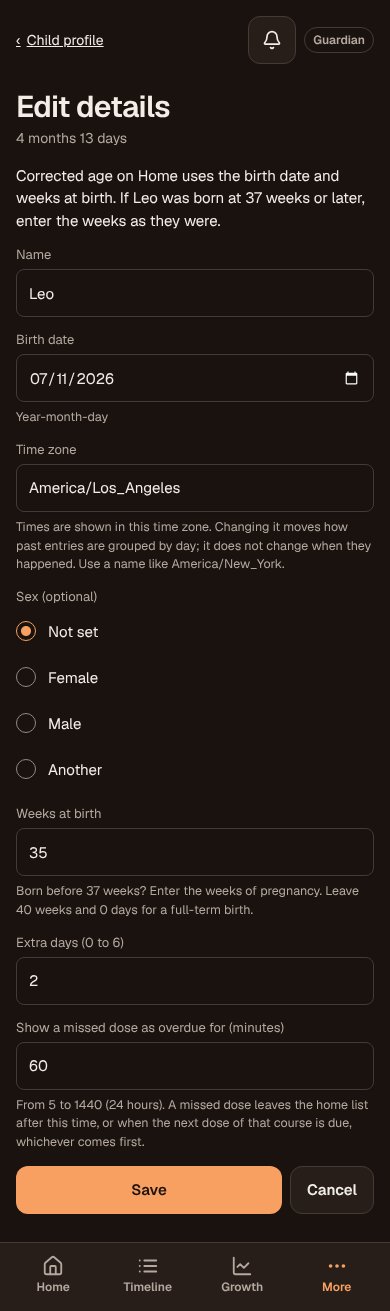 ‹ Child profile
Guardian
Edit details
4 months 13 days
Corrected age on Home uses the birth date and
weeks at birth. If Leo was born at 37 weeks or later,
enter the weeks as they were.
Name
Leo
Birth date
07/11/2026
Year-month-day
Time zone
America/Los_Angeles
Times are shown in this time zone. Changing it moves how
past entries are grouped by day; it does not change when they
happened. Use a name like America/New_York.
Sex (optional)
Not set
Female
Male
Another
Weeks at birth
35
Born before 37 weeks? Enter the weeks of pregnancy. Leave
40 weeks and 0 days for a full-term birth.
Extra days (0 to 6)
2
Show a missed dose as overdue for (minutes)
60
From 5 to 1440 (24 hours). A missed dose leaves the home list
after this time, or when the next dose of that course is due,
whichever comes first.
Save
Cancel
Home
Timeline
Growth
More